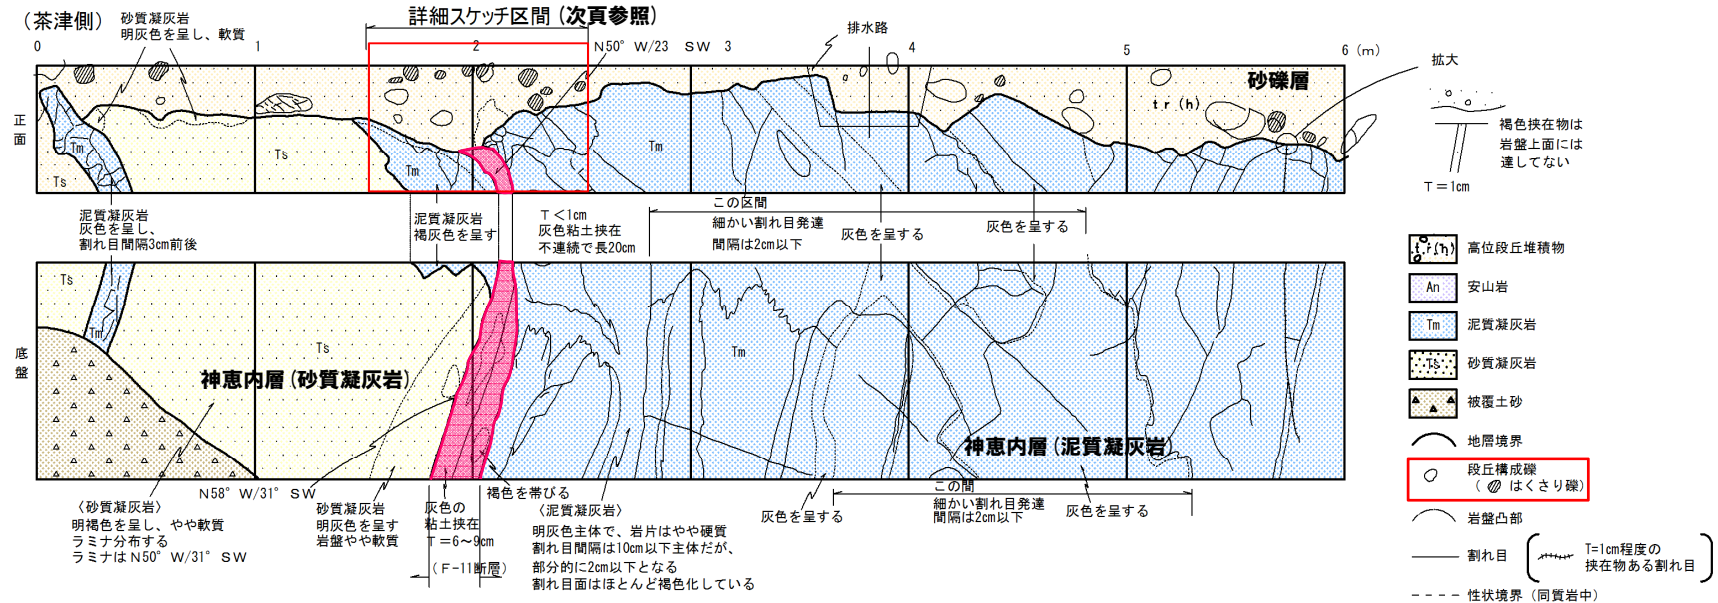 （茶津側）
砂質凝灰岩
明灰色を呈し、軟質
詳細スケッチ区間（次頁参照）
排水路
0
1
2
N50°W/23 SW
3
4
5
6（m）
拡大
砂礫層
tr(h)
正面
Tm
Ts
Ts
Tm
Tm
褐色挟在物は
岩盤上面には
達してない
T＝1cm
泥質凝灰岩
灰色を呈し、
割れ目間隔3cm前後
泥質凝灰岩
褐灰色を呈す
T＜1cm
灰色粘土挟在
不連続で長20cm
この区間
細かい割れ目発達
間隔は2cm以下
灰色を呈する
灰色を呈する
底盤
Ts
Tm
Ts
Tm
神恵内層（砂質凝灰岩）
神恵内層（泥質凝灰岩）
N58°W/31°SW
〈砂質凝灰岩〉
明褐色を呈し、やや軟質
ラミナ分布する
ラミナはN50°W/31°SW
砂質凝灰岩
明灰色を呈す
岩盤やや軟質
灰色の
粘土挟在
T＝6～9cm
（F-11断層）
褐色を帯びる
〈泥質凝灰岩〉
明灰色主体で、岩片はやや硬質
割れ目間隔は10cm以下主体だが、
部分的に2cm以下となる
割れ目面はほとんど褐色化している
灰色を呈する
この間
細かい割れ目発達
間隔は2cm以下
灰色を呈する
t.r(h)
高位段丘堆積物
An
安山岩
Tm
泥質凝灰岩
Ts
砂質凝灰岩
被覆土砂
地層境界
段丘構成礫
（ はくさり礫）
岩盤凸部
割れ目
T=1cm程度の
挟在物ある割れ目
性状境界（同質岩中）